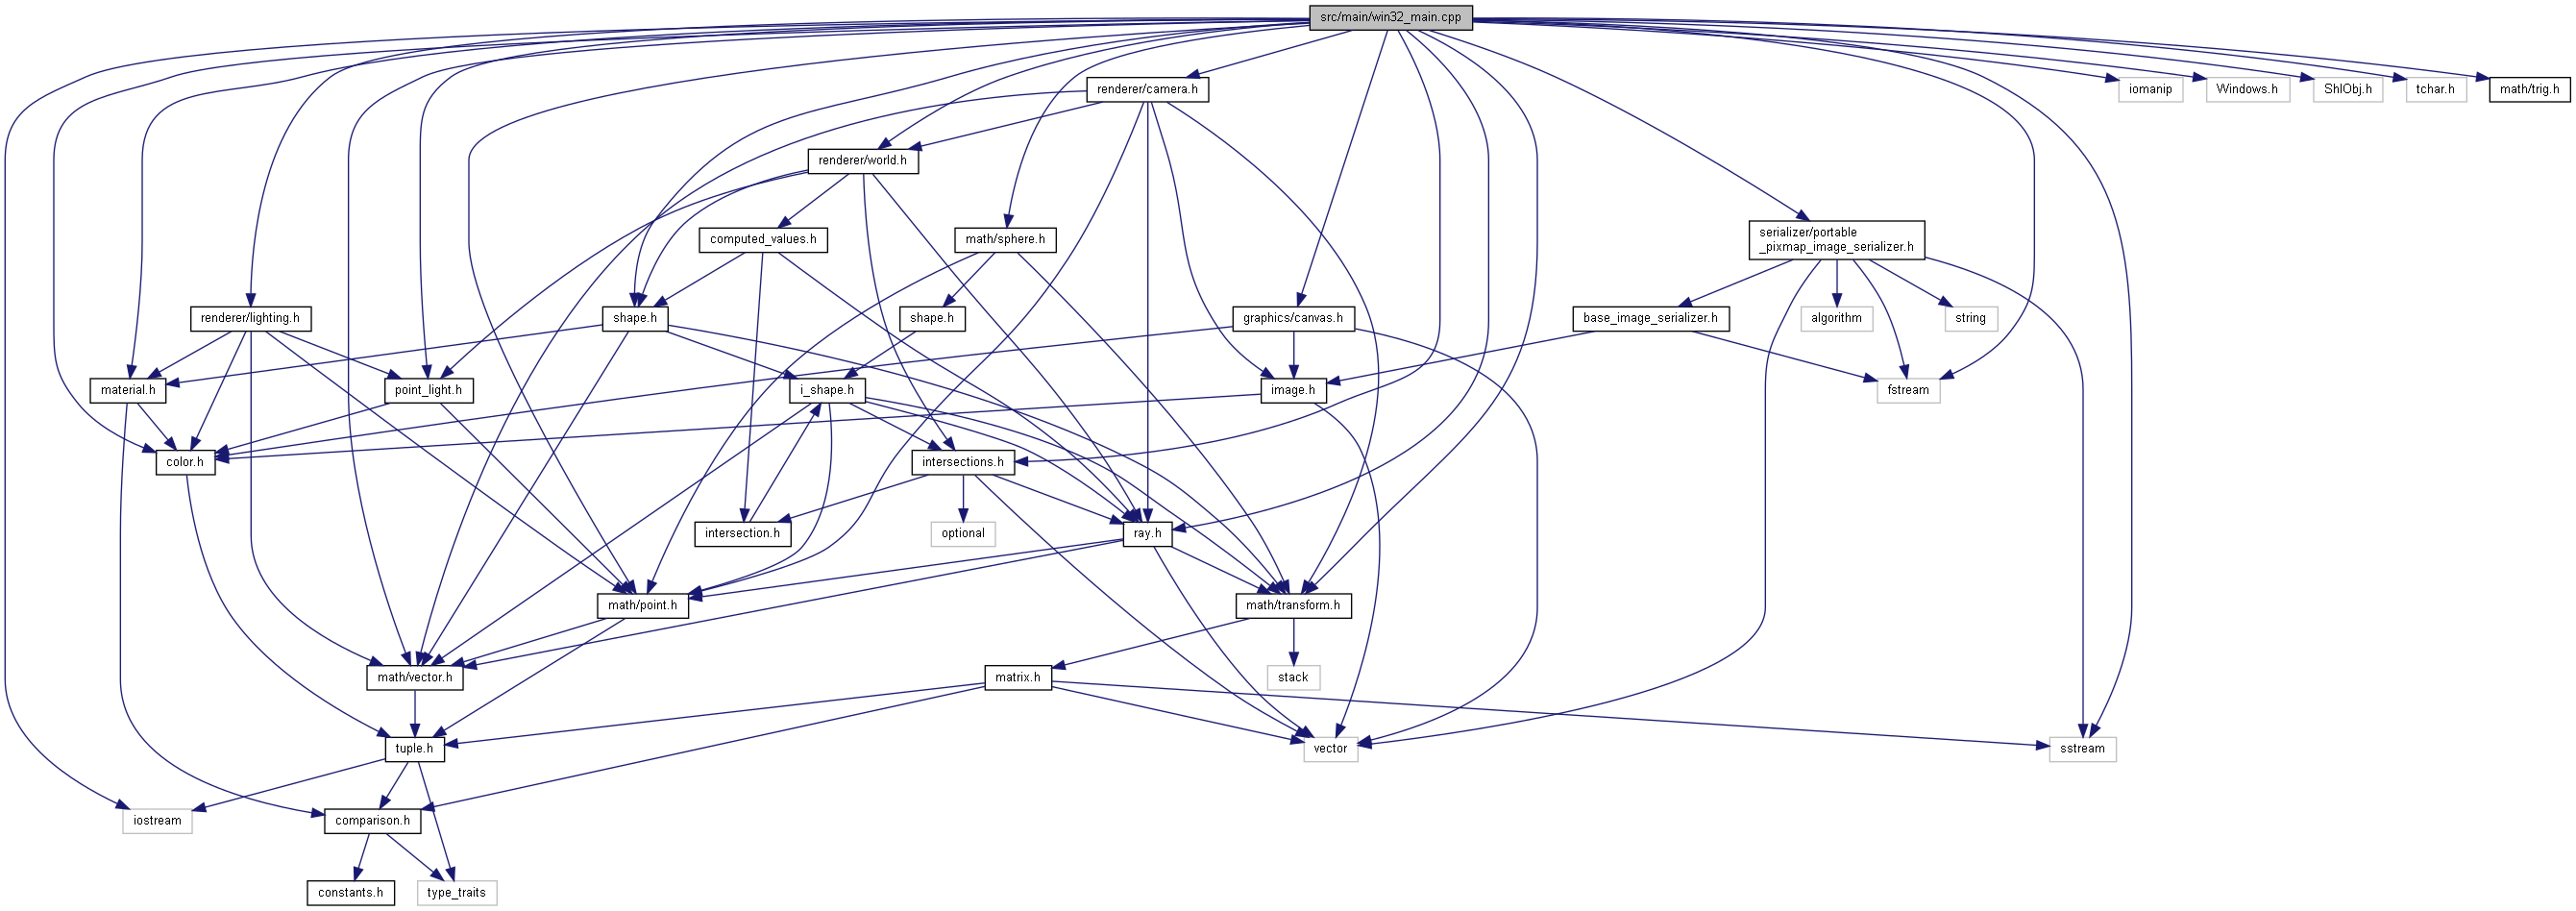 src/main/win32_main.cpp
renderer/camera.h
iomanip
Windows.h
ShlObj.h
tchar.h
math/trig.h
renderer/world.h
computed_values.h
math/sphere.h
serializer/portable
_pixmap_image_serializer.h
renderer/lighting.h
shape.h
shape.h
graphics/canvas.h
base_image_serializer.h
algorithm
string
material.h
point_light.h
i_shape.h
image.h
fstream
color.h
intersections.h
intersection.h
optional
ray.h
math/point.h
math/transform.h
math/vector.h
matrix.h
stack
tuple.h
vector
sstream
iostream
comparison.h
constants.h
type_traits